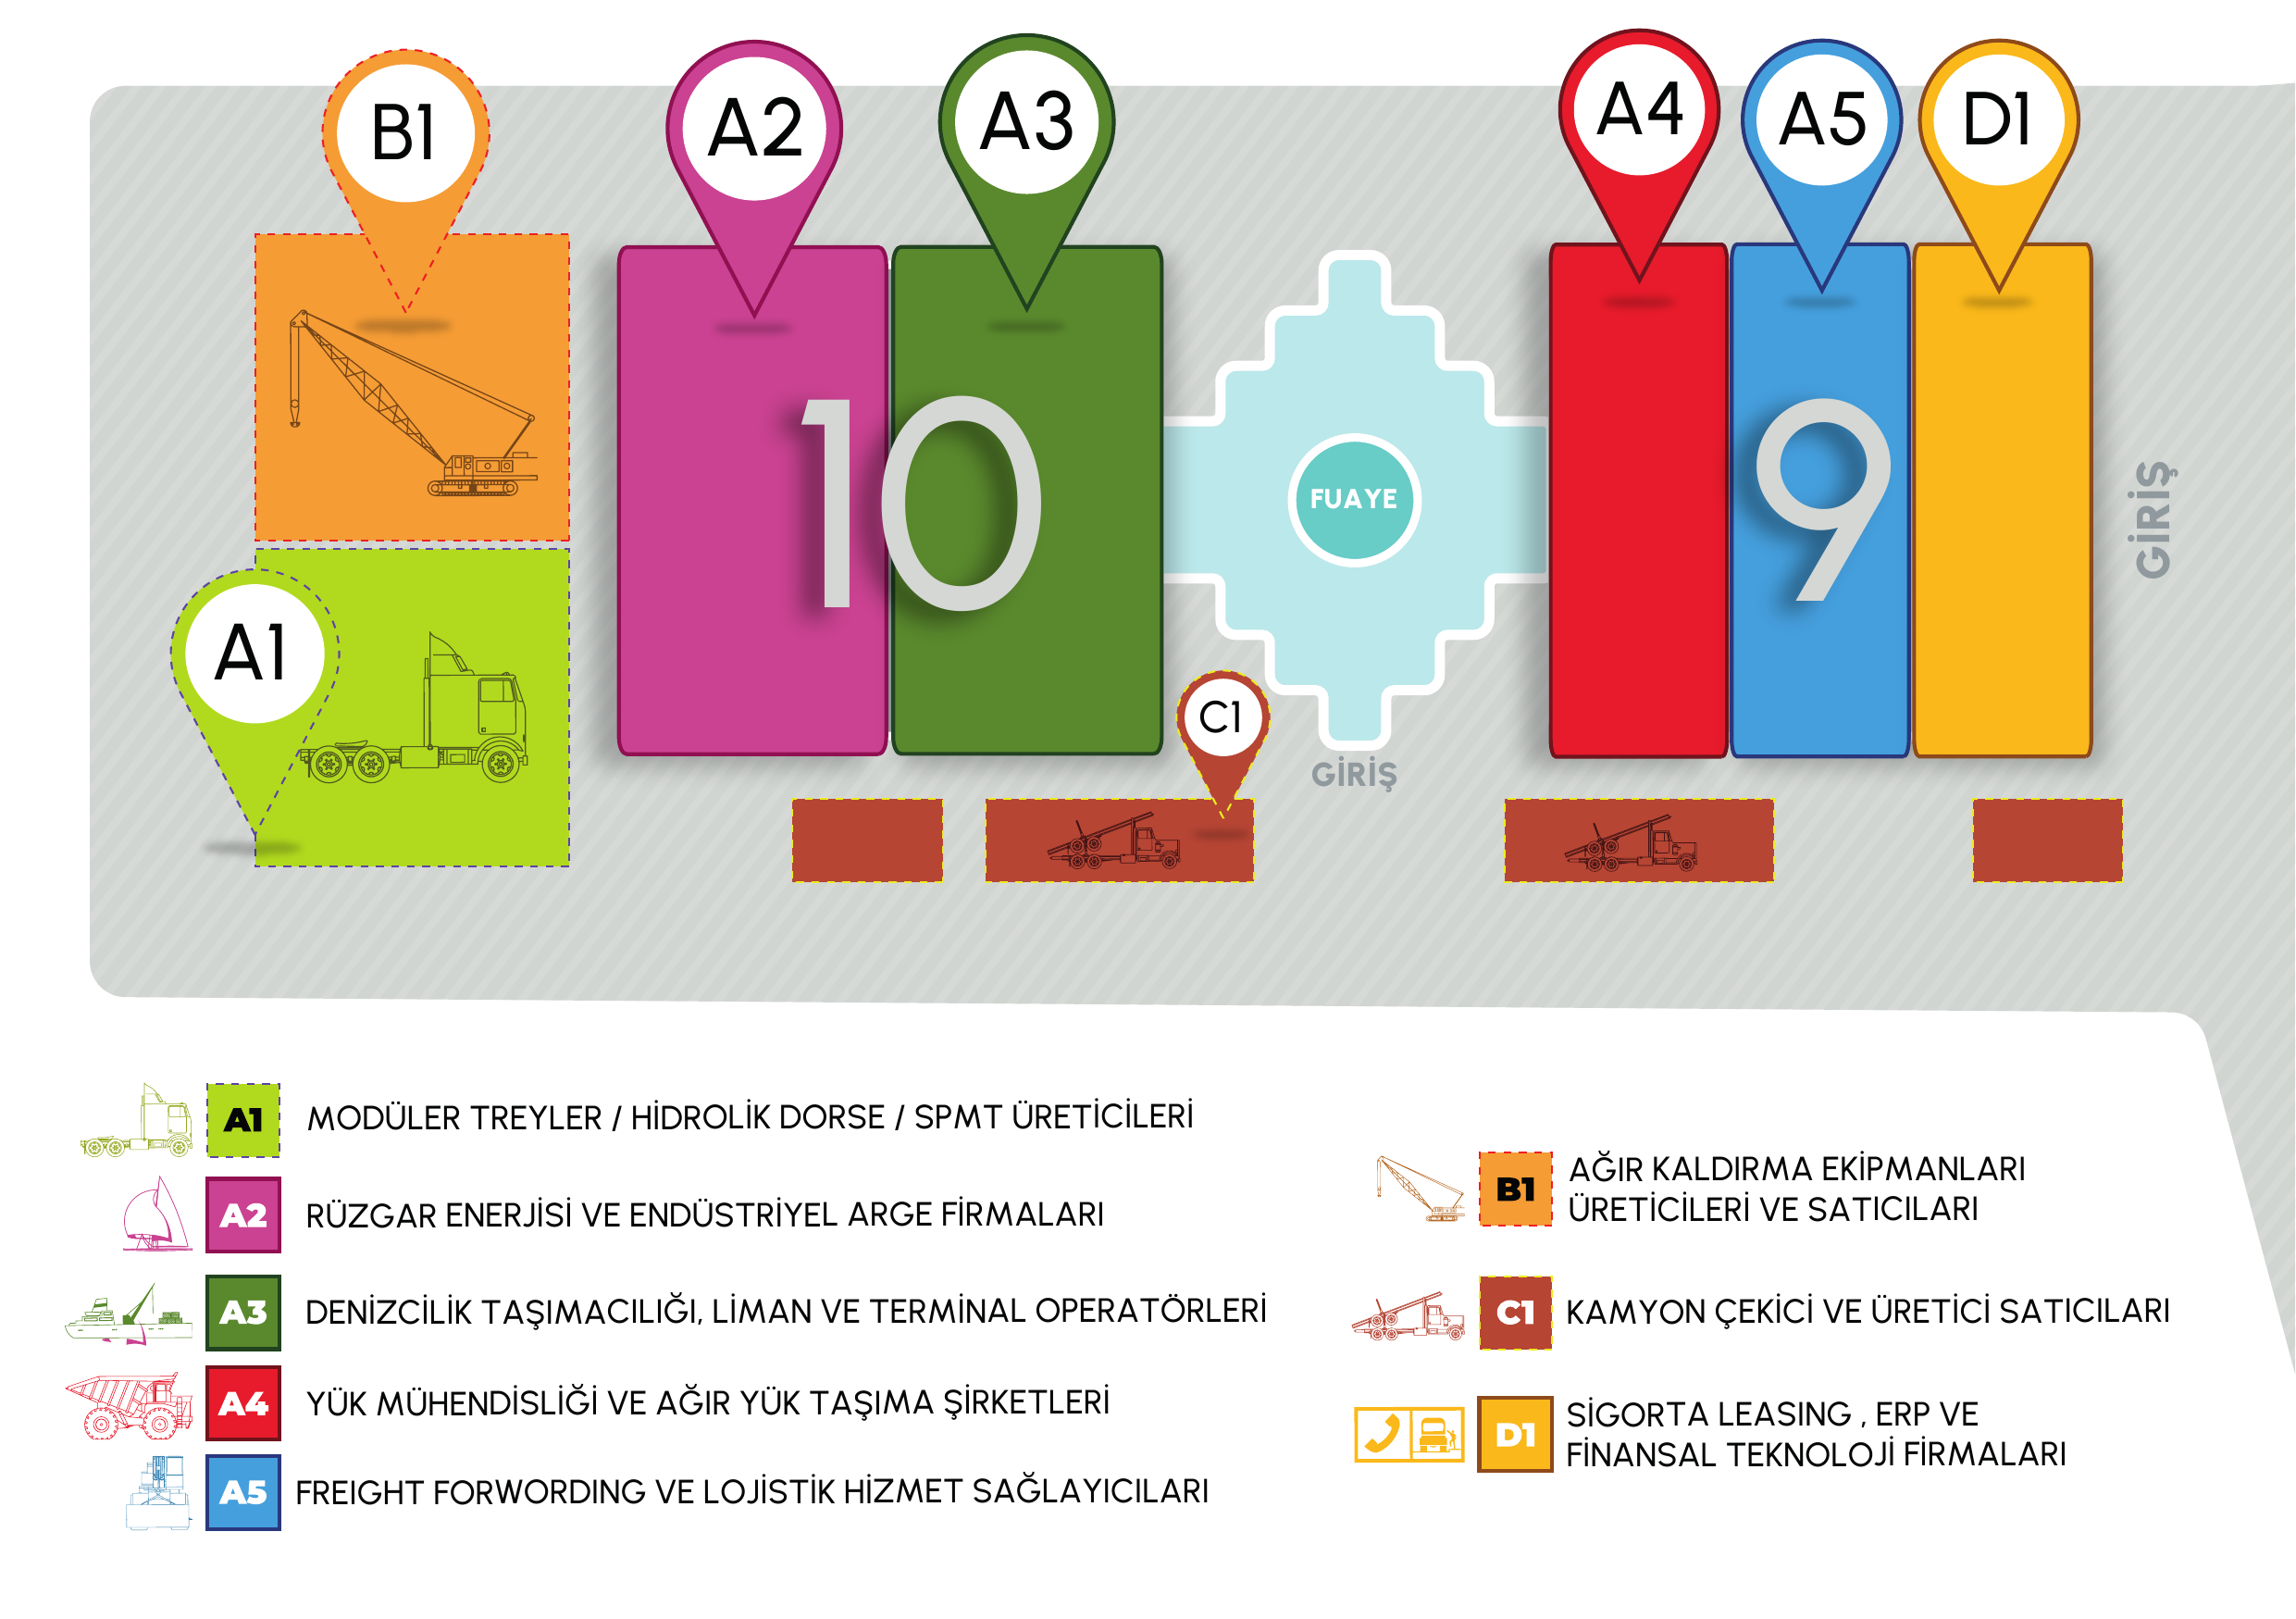 B1
A2
A3
A4
A5
D1
10
9
FUAYE
GİRİŞ
A1
C1
GİRİŞ
A1 MODÜLER TREYLER / HİDROLİK DORSE / SPMT ÜRETİCİLERİ
A2 RÜZGAR ENERJİSİ VE ENDÜSTRİYEL ARGE FİRMALARI
A3 DENİZCİLİK TAŞIMACILIĞI, LİMAN VE TERMİNAL OPERATÖRLERİ
A4 YÜK MÜHENDİSLİĞİ VE AĞIR YÜK TAŞIMA ŞİRKETLERİ
A5 FREIGHT FORWORDING VE LOJİSTİK HİZMET SAĞLAYICILARI
B1 AĞIR KALDIRMA EKİPMANLARI
ÜRETİCİLERİ VE SATICILARI
C1 KAMYON ÇEKİCİ VE ÜRETİCİ SATICILARI
D1 SİGORTA LEASING , ERP VE
FİNANSAL TEKNOLOJİ FİRMALARI